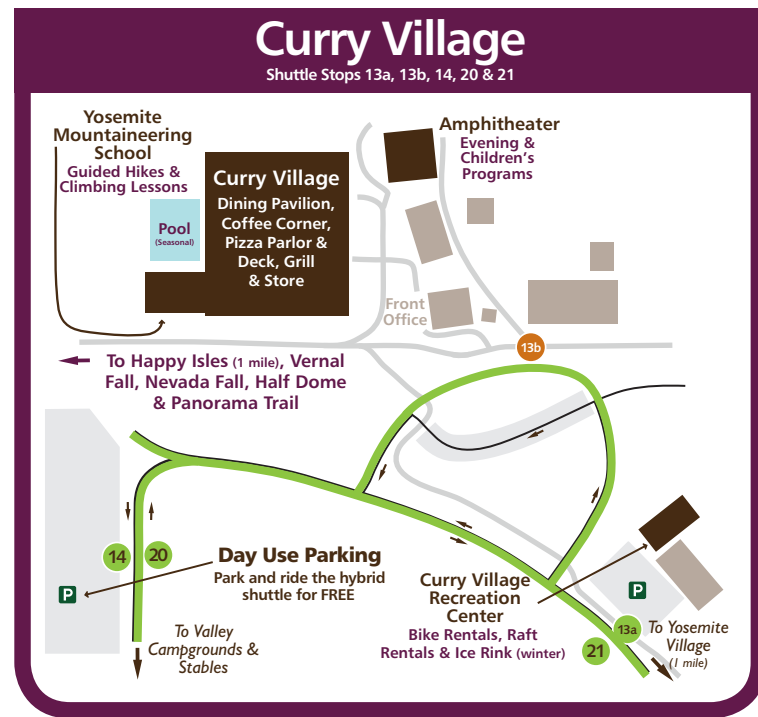 Curry Village
Shuttle Stops 13a, 13b, 14, 20 & 21
Yosemite
Mountaineering
School
Guided Hikes &
Climbing Lessons
Pool
(Seasonal)
Curry Village
Dining Pavilion,
Coffee Corner,
Pizza Parlor &
Deck, Grill
& Store
Amphitheater
Evening &
Children's
Programs
Front
Office
13b
To Happy Isles (1 mile), Vernal
Fall, Nevada Fall, Half Dome
& Panorama Trail
14
20
P
Day Use Parking
Park and ride the hybrid
shuttle for FREE
To Valley
Campgrounds &
Stables
Curry Village
Recreation
Center
Bike Rentals, Raft
Rentals & Ice Rink (winter)
P
13a
21
To Yosemite
Village
(1 mile)